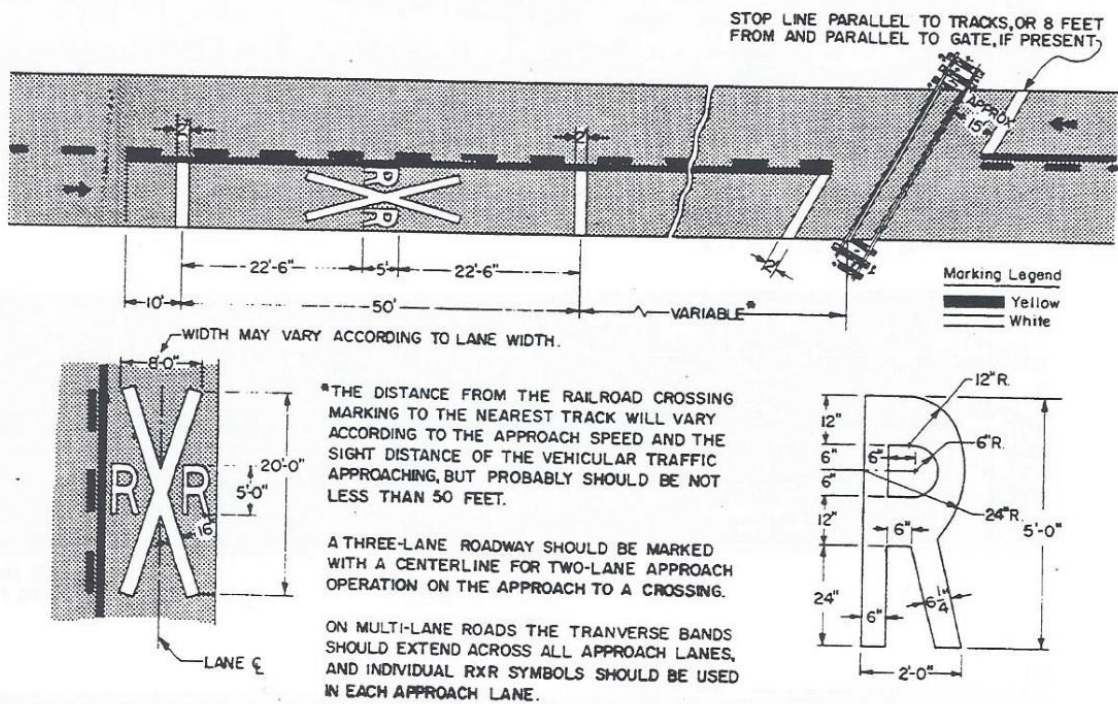 STOP LINE PARALLEL TO TRACKS, OR 8 FEET
FROM AND PARALLEL TO GATE, IF PRESENT
APPROX
15'
2'
2'
R
R
2'
22'-6"
5'
22'-6"
10'
50'
VARIABLE*
Marking Legend
Yellow
White
WIDTH MAY VARY ACCORDING TO LANE WIDTH.
8'-0"
R R
20'-0"
5'-0"
16"
LANE ℄
*THE DISTANCE FROM THE RAILROAD CROSSING
MARKING TO THE NEAREST TRACK WILL VARY
ACCORDING TO THE APPROACH SPEED AND THE
SIGHT DISTANCE OF THE VEHICULAR TRAFFIC
APPROACHING, BUT PROBABLY SHOULD BE NOT
LESS THAN 50 FEET.
A THREE-LANE ROADWAY SHOULD BE MARKED
WITH A CENTERLINE FOR TWO-LANE APPROACH
OPERATION ON THE APPROACH TO A CROSSING.
ON MULTI-LANE ROADS THE TRANVERSE BANDS
SHOULD EXTEND ACROSS ALL APPROACH LANES,
AND INDIVIDUAL RXR SYMBOLS SHOULD BE USED
IN EACH APPROACH LANE.
12" R.
12"
6"
6"
6" R.
6"
12"
24" R.
6"
5'-0"
24"
6"
6 1/4"
2'-0"